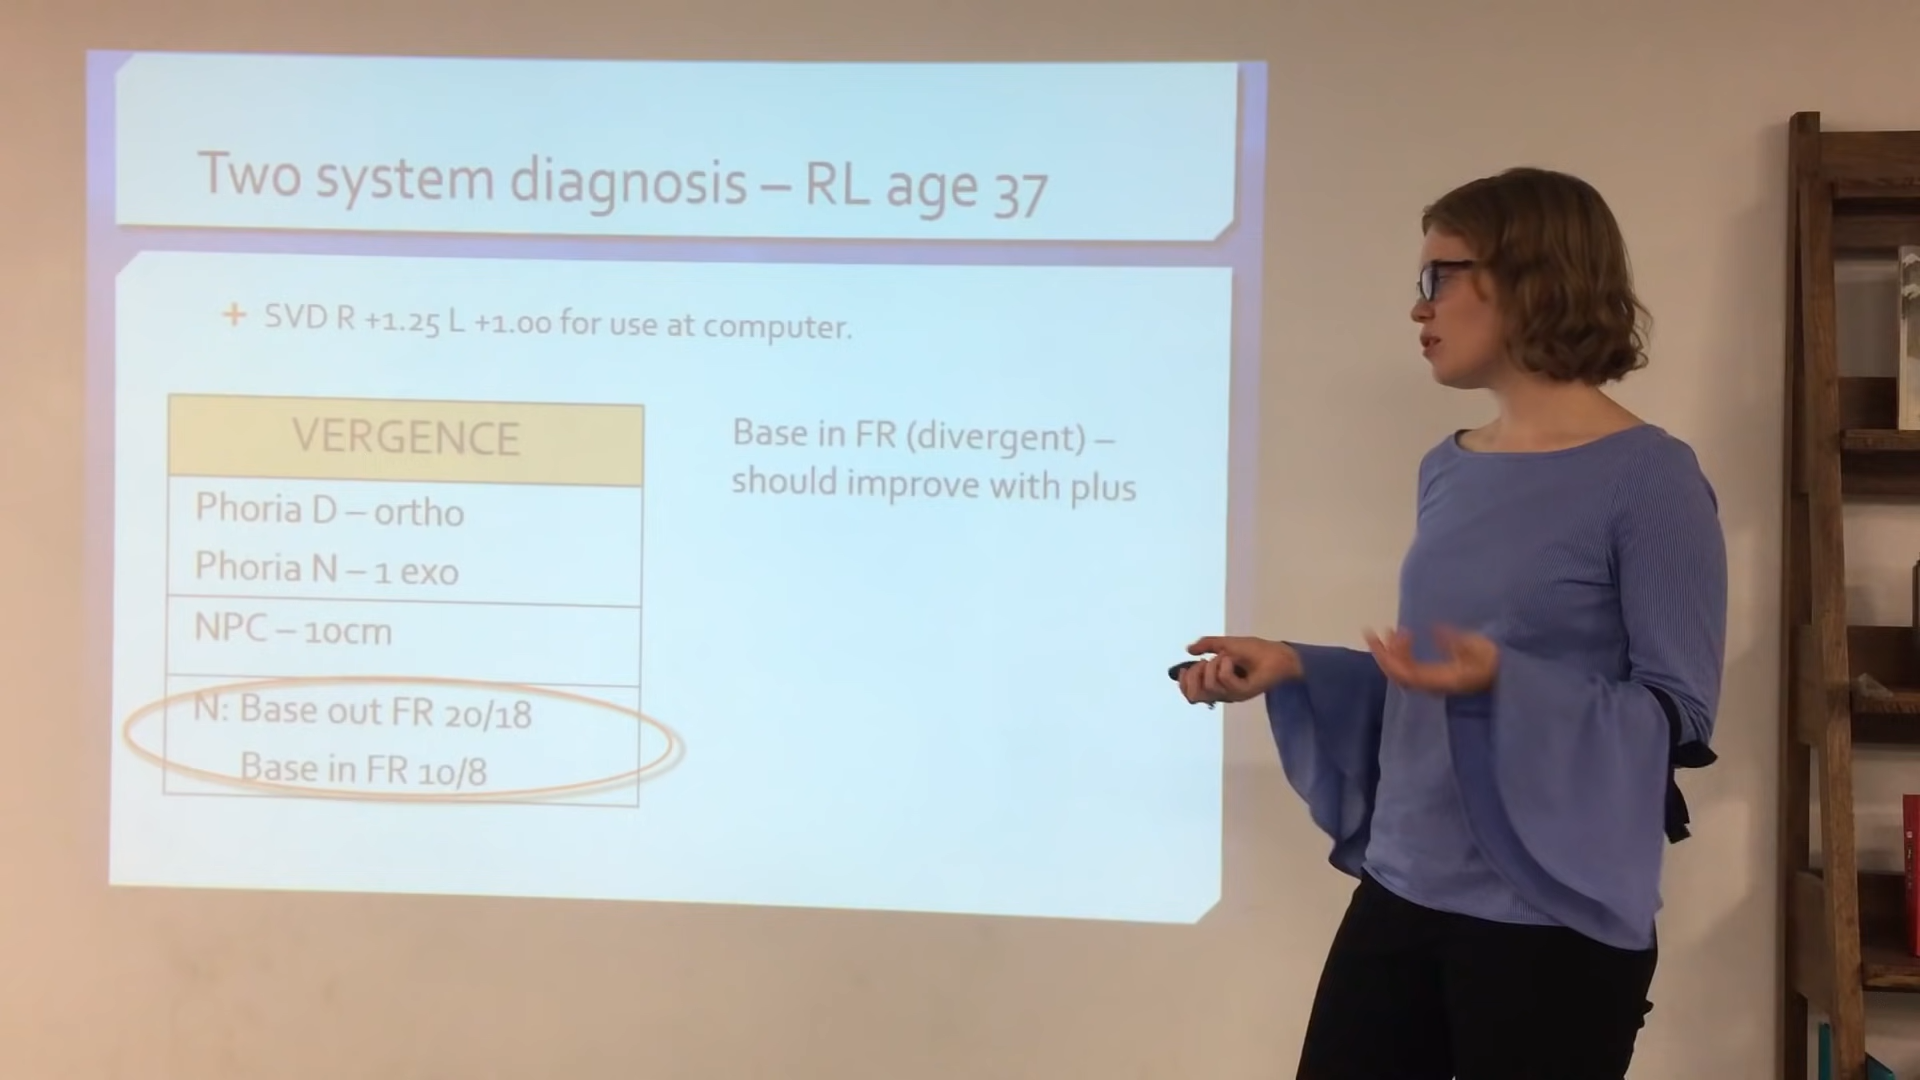 Two system diagnosis – RL age 37
+ SVD R +1.25 L +1.00 for use at computer.
VERGENCE
Phoria D – ortho
Phoria N – 1 exo
NPC – 10cm
N: Base out FR 20/18
Base in FR 10/8
Base in FR (divergent) –
should improve with plus